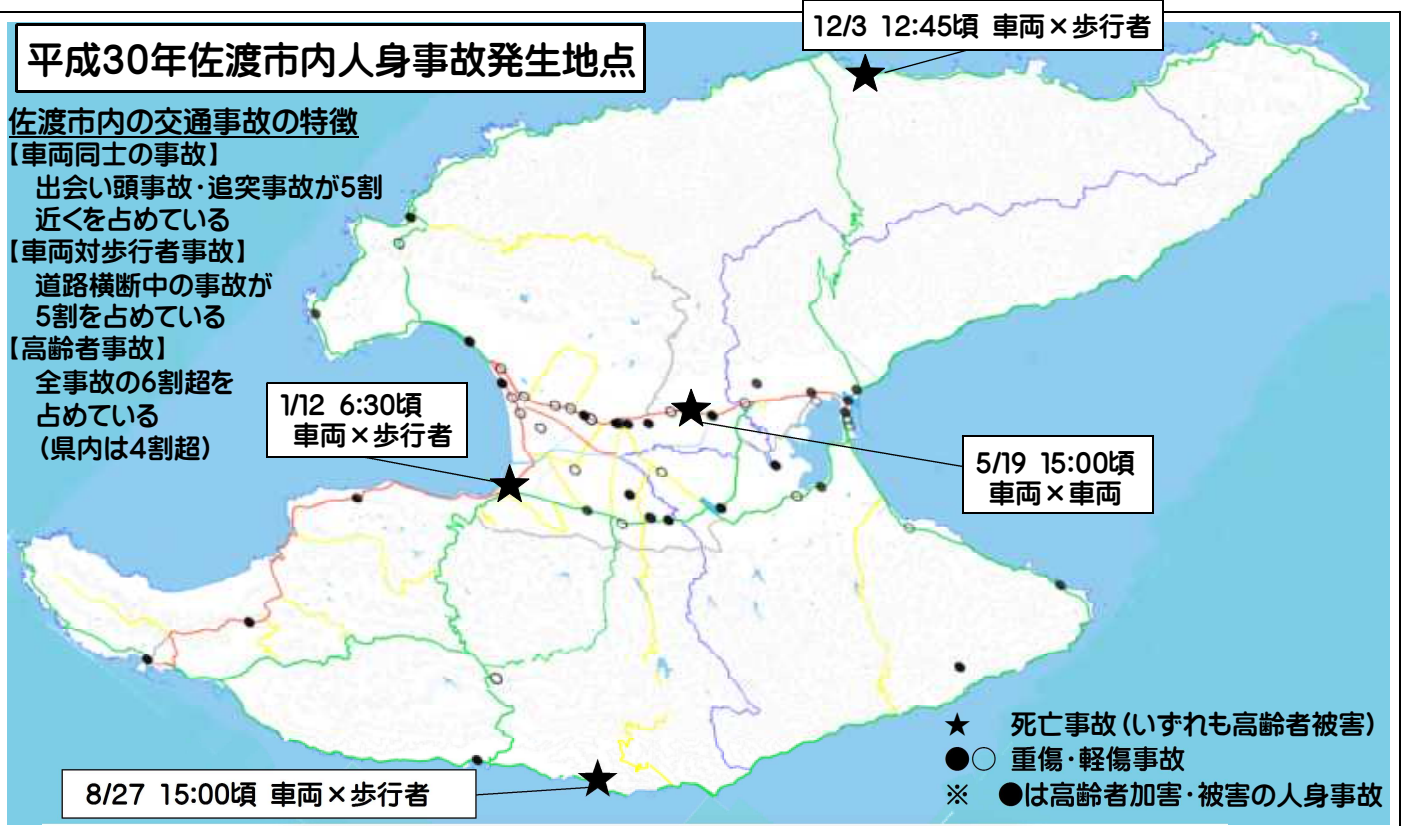 12/3 12:45頃 車両×歩行者
平成30年佐渡市内人身事故発生地点
佐渡市内の交通事故の特徴
【車両同士の事故】
出会い頭事故･追突事故が5割
近くを占めている
【車両対歩行者事故】
道路横断中の事故が
5割を占めている
【高齢者事故】
全事故の6割超を
占めている
(県内は4割超)
1/12 6:30頃
車両×歩行者
5/19 15:00頃
車両×車両
8/27 15:00頃 車両×歩行者
★ 死亡事故(いずれも高齢者被害)
●○ 重傷･軽傷事故
※ ●は高齢者加害･被害の人身事故